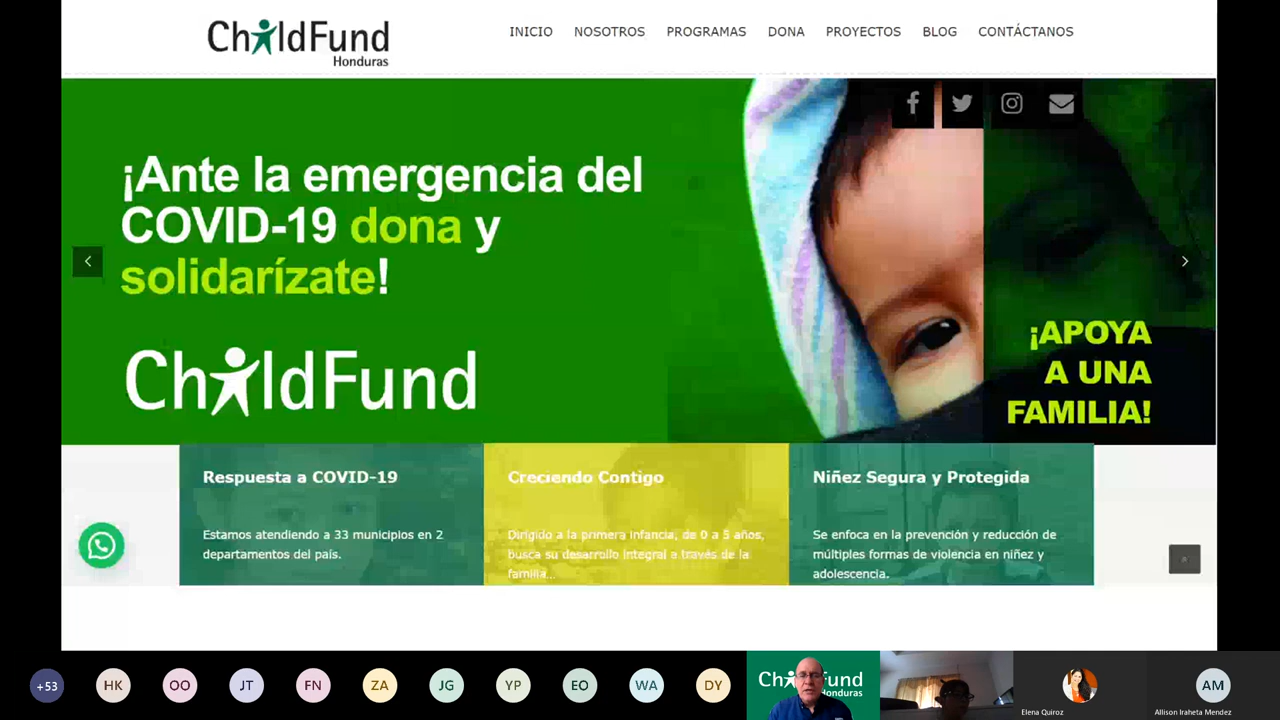 ChildFund
Honduras
INICIO NOSOTROS PROGRAMAS DONA PROYECTOS BLOG CONTÁCTANOS
¡Ante la emergencia del
COVID-19 dona y
solidarízate!
ChildFund
¡APOYA
A UNA
FAMILIA!
Respuesta a COVID-19
Estamos atendiendo a 33 municipios en 2
departamentos del país.
Creciendo Contigo
Dirigido a la primera infancia, de 0 a 5 años,
busca su desarrollo integral a través de la
familia...
Niñez Segura y Protegida
Se enfoca en la prevención y reducción de
múltiples formas de violencia en niñez y
adolescencia.
+53 HK OO JT FN ZA JG YP EO WA DY
ChildFund
Honduras
Elena Quiroz
AM
Allison Iraheta Mendez